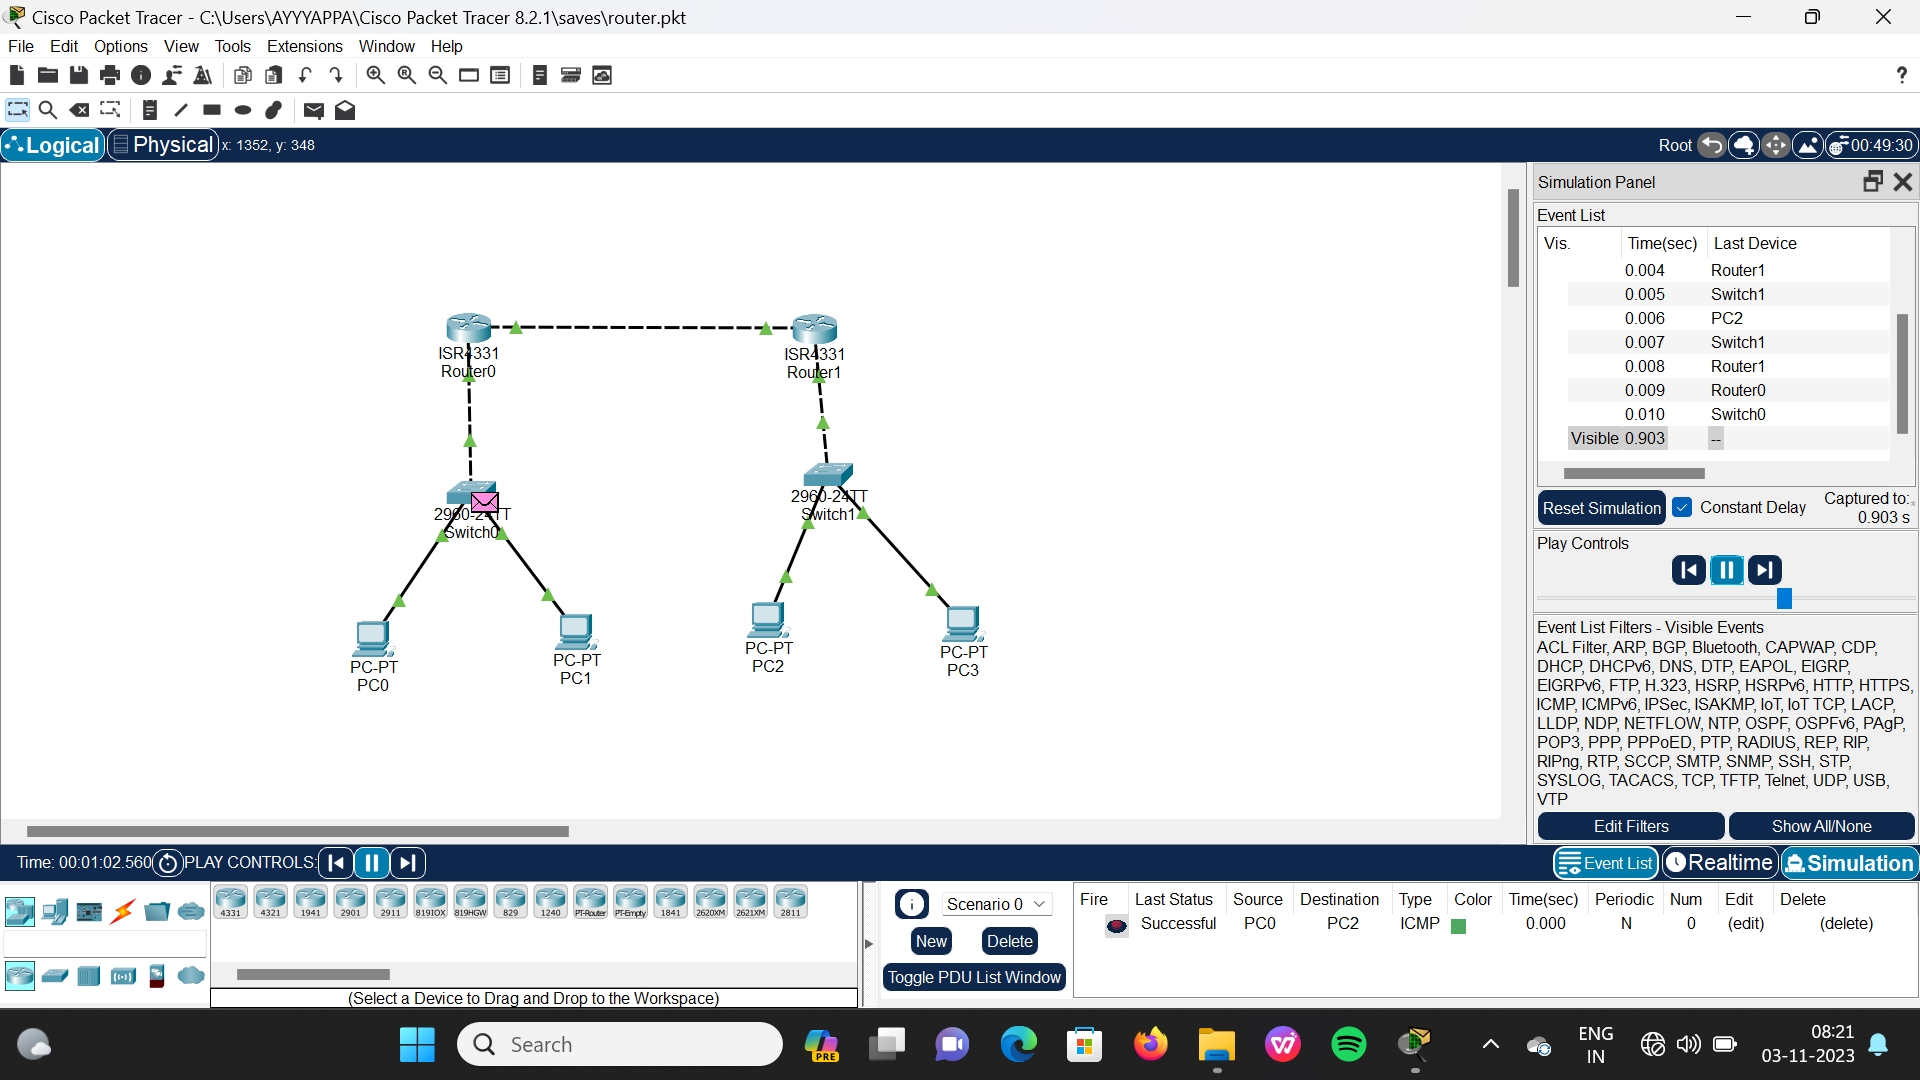 Cisco Packet Tracer - C:\Users\AYYYAPPA\Cisco Packet Tracer 8.2.1\saves\router.pkt
File Edit Options View Tools Extensions Window Help
?
Logical Physical x: 1352, y: 348 Root 00:49:30
Simulation Panel
Event List
Vis. Time(sec) Last Device
0.004 Router1
0.005 Switch1
0.006 PC2
0.007 Switch1
0.008 Router1
0.009 Router0
0.010 Switch0
Visible 0.903 --
Reset Simulation Constant Delay Captured to:
0.903 s
Play Controls
Event List Filters - Visible Events
ACL Filter, ARP, BGP, Bluetooth, CAPWAP, CDP,
DHCP, DHCPv6, DNS, DTP, EAPOL, EIGRP,
EIGRPv6, FTP, H.323, HSRP, HSRPv6, HTTP, HTTPS,
ICMP, ICMPv6, IPSec, ISAKMP, IoT, IoT TCP, LACP,
LLDP, NDP, NETFLOW, NTP, OSPF, OSPFv6, PAgP,
POP3, PPP, PPPoED, PTP, RADIUS, REP, RIP,
RIPng, RTP, SCCP, SMTP, SNMP, SSH, STP,
SYSLOG, TACACS, TCP, TFTP, Telnet, UDP, USB,
VTP
Edit Filters Show All/None
ISR4331
Router0
ISR4331
Router1
2960-24TT
Switch0
2960-24TT
Switch1
PC-PT
PC0
PC-PT
PC1
PC-PT
PC2
PC-PT
PC3
Time: 00:01:02.560 PLAY CONTROLS: Event List Realtime Simulation
4331 4321 1941 2901 2911 819IOX 819HGW 829 1240 PT-Router PT-Empty 1841 2620XM 2621XM 2811
(Select a Device to Drag and Drop to the Workspace)
Scenario 0
New Delete
Toggle PDU List Window
Fire Last Status Source Destination Type Color Time(sec) Periodic Num Edit Delete
Successful PC0 PC2 ICMP 0.000 N 0 (edit) (delete)
Search
PRE
ENG
IN
08:21
03-11-2023